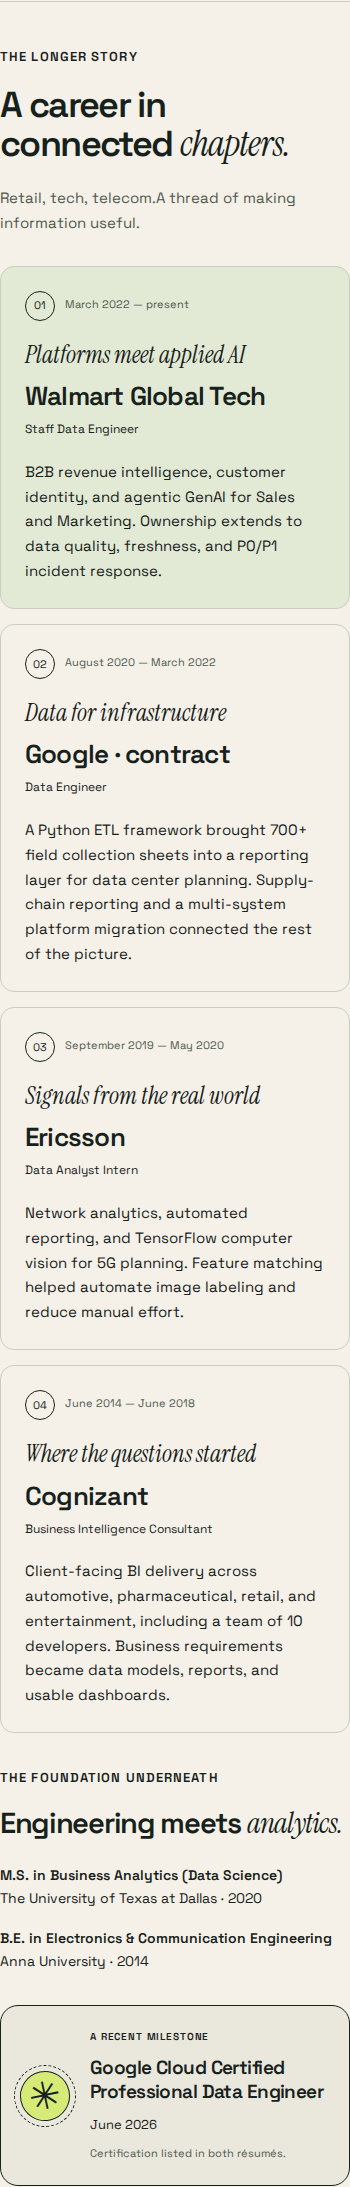 THE LONGER STORY
A career in
connected chapters.
Retail, tech, telecom.A thread of making
information useful.
01 March 2022 — present
Platforms meet applied AI
Walmart Global Tech
Staff Data Engineer
B2B revenue intelligence, customer
identity, and agentic GenAI for Sales
and Marketing. Ownership extends to
data quality, freshness, and P0/P1
incident response.
02 August 2020 — March 2022
Data for infrastructure
Google · contract
Data Engineer
A Python ETL framework brought 700+
field collection sheets into a reporting
layer for data center planning. Supply-
chain reporting and a multi-system
platform migration connected the rest
of the picture.
03 September 2019 — May 2020
Signals from the real world
Ericsson
Data Analyst Intern
Network analytics, automated
reporting, and TensorFlow computer
vision for 5G planning. Feature matching
helped automate image labeling and
reduce manual effort.
04 June 2014 — June 2018
Where the questions started
Cognizant
Business Intelligence Consultant
Client-facing BI delivery across
automotive, pharmaceutical, retail, and
entertainment, including a team of 10
developers. Business requirements
became data models, reports, and
usable dashboards.
THE FOUNDATION UNDERNEATH
Engineering meets analytics.
M.S. in Business Analytics (Data Science)
The University of Texas at Dallas · 2020
B.E. in Electronics & Communication Engineering
Anna University · 2014
A RECENT MILESTONE
Google Cloud Certified
Professional Data Engineer
June 2026
Certification listed in both résumés.